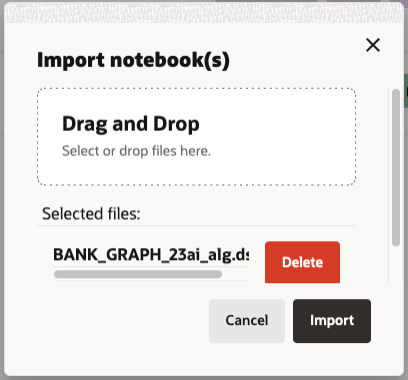 Import notebook(s)
Drag and Drop
Select or drop files here.
Selected files:
BANK_GRAPH_23ai_alg.ds
Delete
Cancel
Import